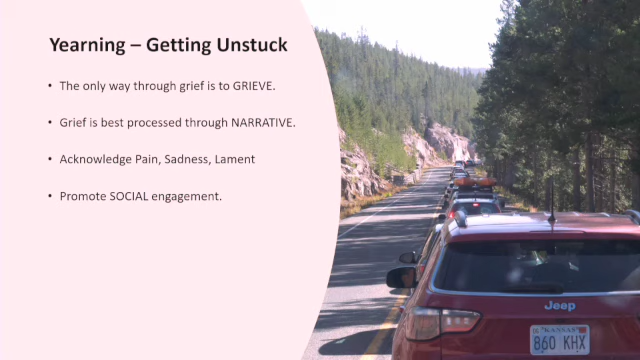 Yearning – Getting Unstuck
• The only way through grief is to GRIEVE.
• Grief is best processed through NARRATIVE.
• Acknowledge Pain, Sadness, Lament
• Promote SOCIAL engagement.
Jeep
KANSAS
860 KHX